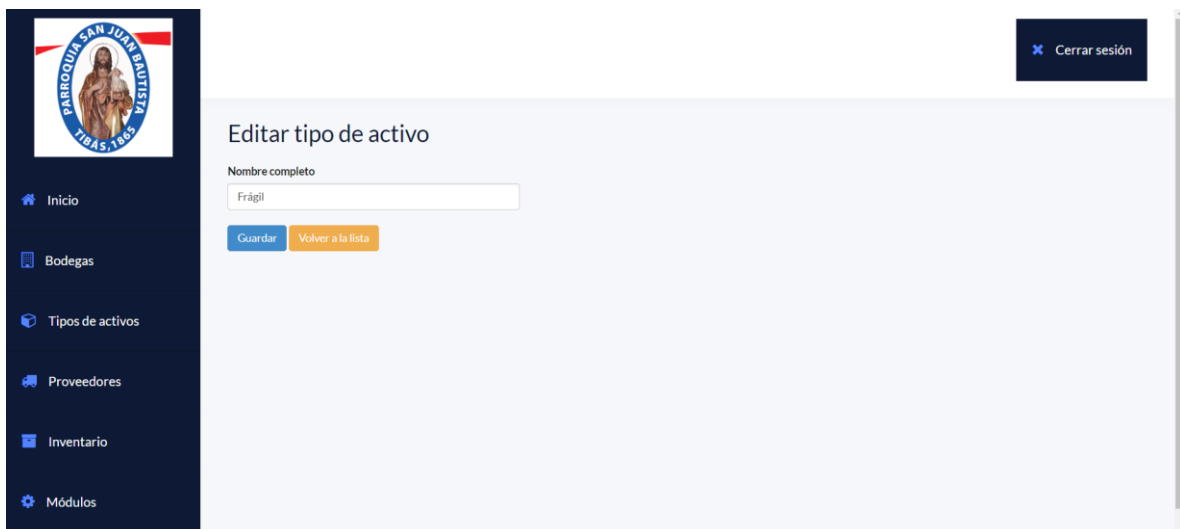 PARROQUIA SAN JUAN BAUTISTA
TIBÁS, 1865
Cerrar sesión
Editar tipo de activo
Nombre completo
Frágil
Guardar
Volver a la lista
Inicio
Bodegas
Tipos de activos
Proveedores
Inventario
Módulos